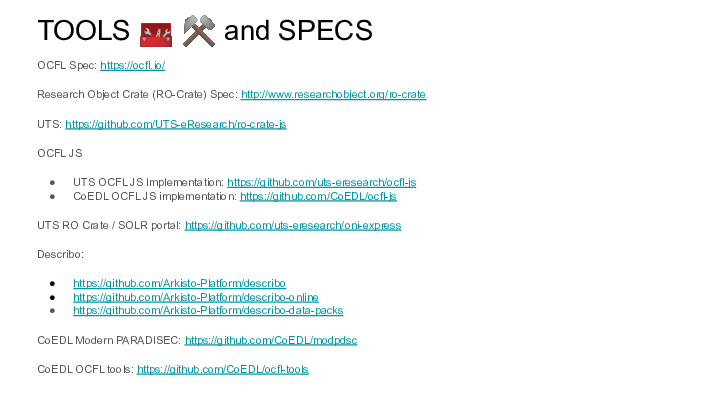 TOOLS 🧰 ⚒️ and SPECS
OCFL Spec: https://ocfl.io/
Research Object Crate (RO-Crate) Spec: http://www.researchobject.org/ro-crate
UTS: https://github.com/UTS-eResearch/ro-crate-js
OCFL JS
● UTS OCFL JS Implementation: https://github.com/uts-eresearch/ocfl-js
● CoEDL OCFL JS implementation: https://github.com/CoEDL/ocfl-js
UTS RO Crate / SOLR portal: https://github.com/uts-eresearch/oni-express
Describo:
● https://github.com/Arkisto-Platform/describo
● https://github.com/Arkisto-Platform/describo-online
● https://github.com/Arkisto-Platform/describo-data-packs
CoEDL Modern PARADISEC: https://github.com/CoEDL/modpdsc
CoEDL OCFL tools: https://github.com/CoEDL/ocfl-tools